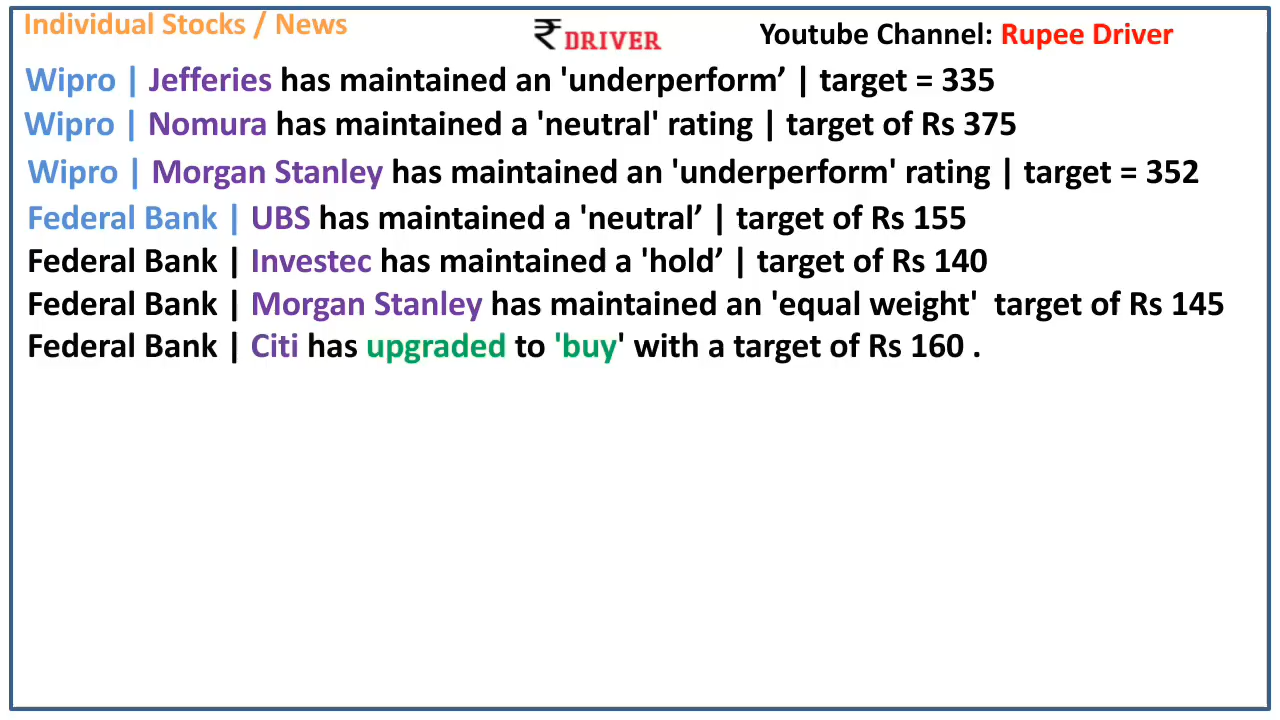 Individual Stocks / News
₹ DRIVER
Youtube Channel: Rupee Driver
Wipro | Jefferies has maintained an 'underperform’ | target = 335
Wipro | Nomura has maintained a 'neutral' rating | target of Rs 375
Wipro | Morgan Stanley has maintained an 'underperform' rating | target = 352
Federal Bank | UBS has maintained a 'neutral’ | target of Rs 155
Federal Bank | Investec has maintained a 'hold’ | target of Rs 140
Federal Bank | Morgan Stanley has maintained an 'equal weight'  target of Rs 145
Federal Bank | Citi has upgraded to 'buy' with a target of Rs 160 .